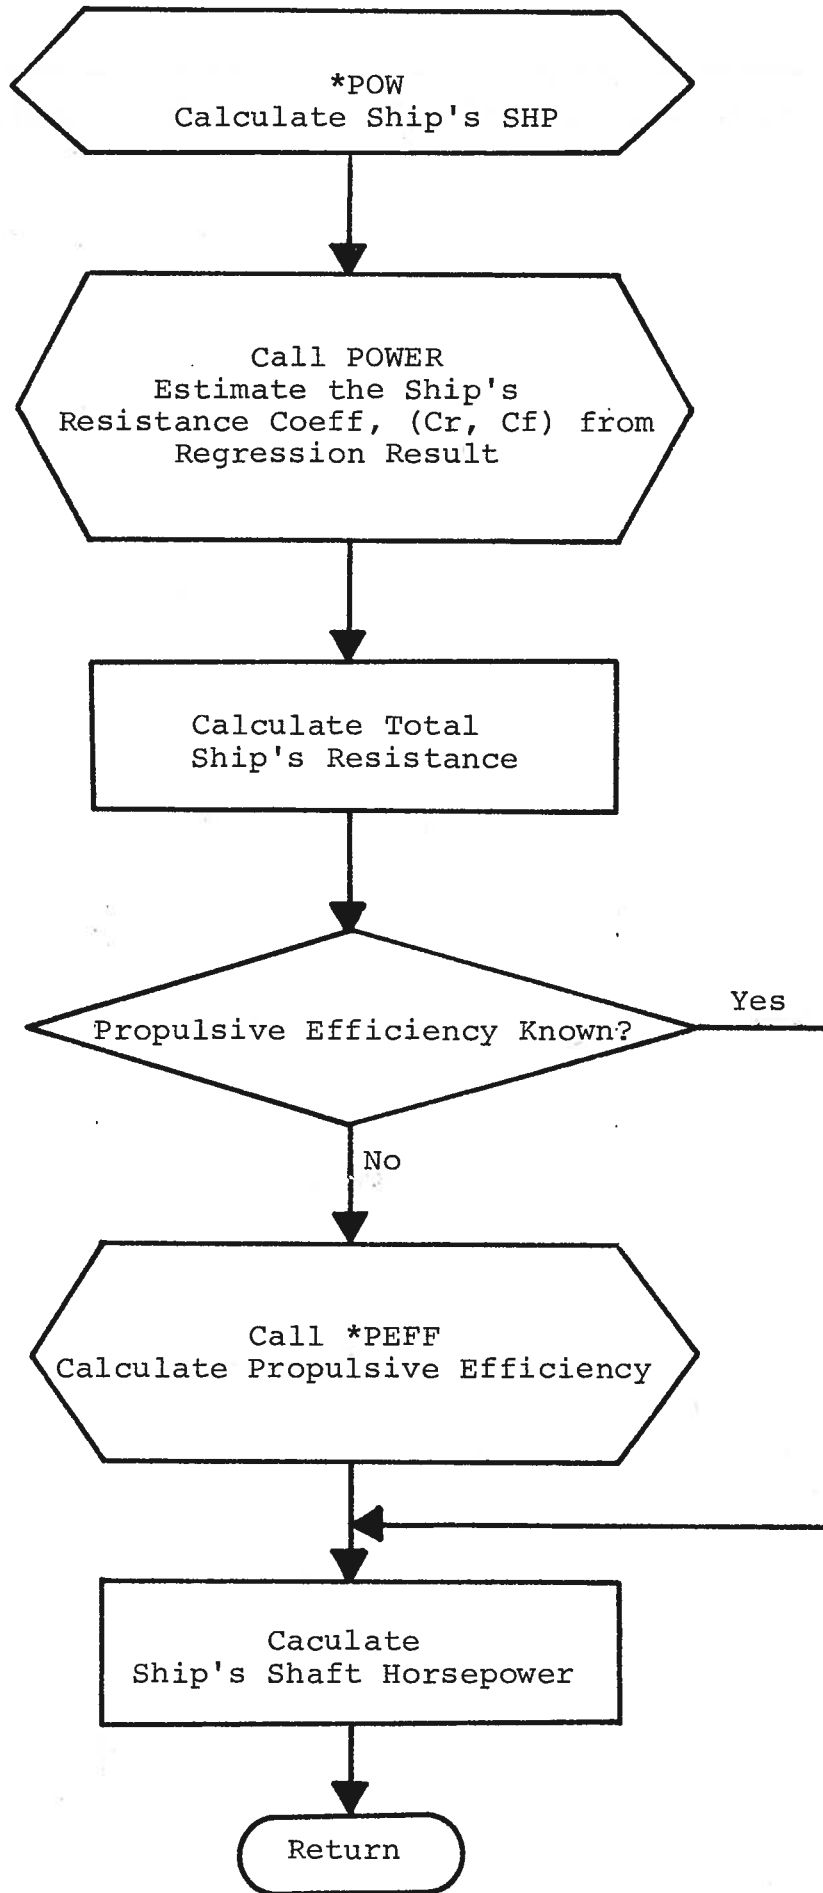 *POW
Calculate Ship's SHP
Call POWER
Estimate the Ship's
Resistance Coeff, (Cr, Cf) from
Regression Result
Calculate Total
Ship's Resistance
Propulsive Efficiency Known?
Yes
No
Call *PEFF
Calculate Propulsive Efficiency
Caculate
Ship's Shaft Horsepower
Return